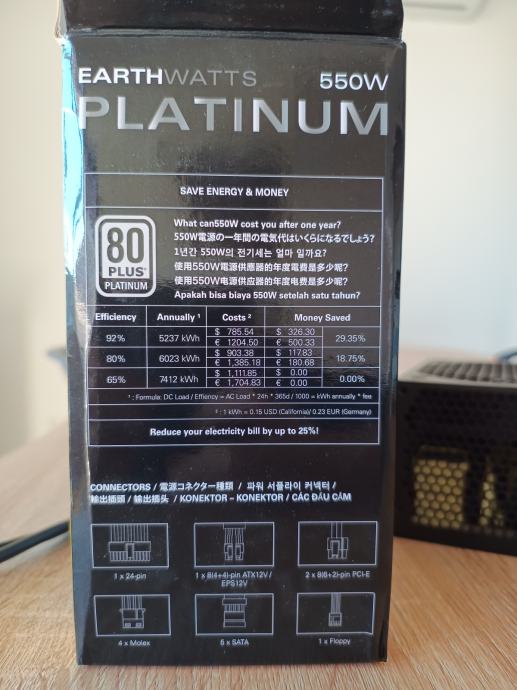 EARTHWATTS 550W
PLATINUM
SAVE ENERGY & MONEY
80
PLUS®
PLATINUM
What can550W cost you after one year?
550W電源の一年間の電気代はいくらになるでしょう?
1년간 550W의 전기세는 얼마 일까요?
使用550W電源供應器的年度電費是多少呢?
使用550W电源供应器的年度电费是多少呢?
Apakah bisa biaya 550W setelah satu tahun?
Efficiency Annually ¹ Costs ² Money Saved
92% 5237 kWh $ 785.54 $ 326.30 29.35%
€ 1204.50 € 500.33
80% 6023 kWh $ 903.38 $ 117.83 18.75%
€ 1,385.18 € 180.68
65% 7412 kWh $ 1,111.85 $ 0.00 0.00%
€ 1,704.83 € 0.00
¹ : Formula: DC Load / Effiency = AC Load * 24h * 365d / 1000 = kWh annually * fee
² : 1 kWh = 0.15 USD (California)/ 0.23 EUR (Germany)
Reduce your electricity bill by up to 25%!
CONNECTORS / 電源コネクター種類 / 파워 서플라이 커넥터 /
輸出插頭 / 输出插头 / KONEKTOR – KONEKTOR / CÁC ĐẦU CẮM
1 x 24-pin 1 x 8(4+4)-pin ATX12V / 2 x 8(6+2)-pin PCI-E
EPS12V
4 x Molex 5 x SATA 1 x Floppy